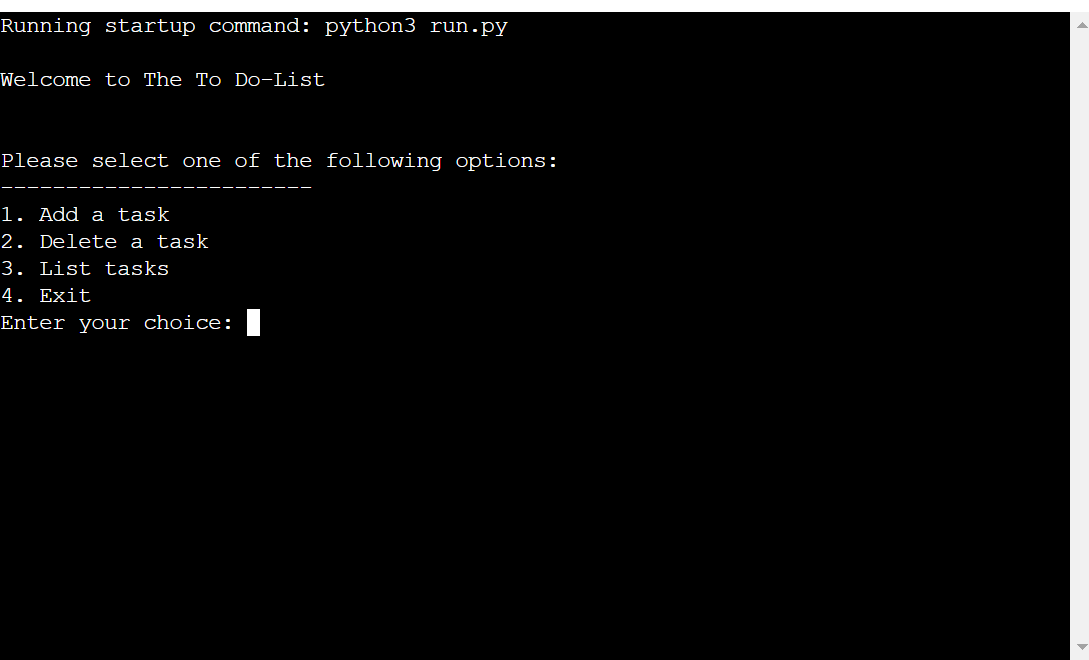 Running startup command: python3 run.py
Welcome to The To Do-List
Please select one of the following options:
------------------------
1. Add a task
2. Delete a task
3. List tasks
4. Exit
Enter your choice: